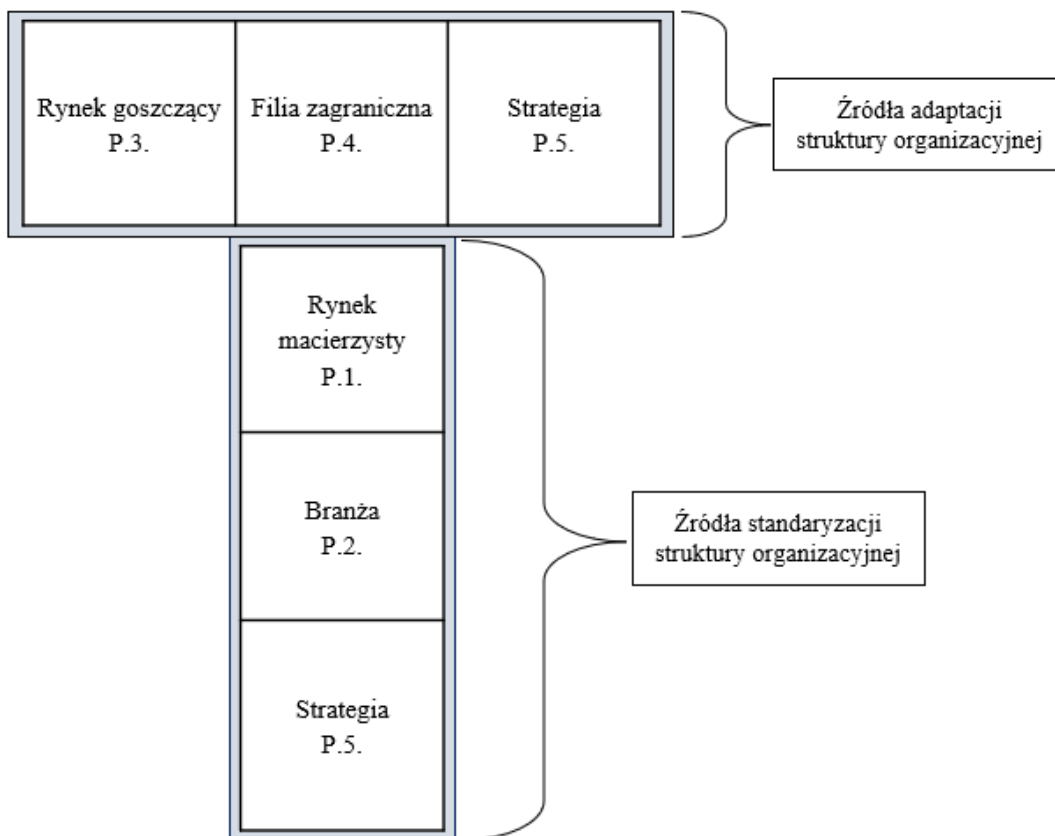 Rynek goszczący
P.3.
Filia zagraniczna
P.4.
Strategia
P.5.
Źródła adaptacji
struktury organizacyjnej
Rynek
macierzysty
P.1.
Branża
P.2.
Źródła standaryzacji
struktury organizacyjnej
Strategia
P.5.